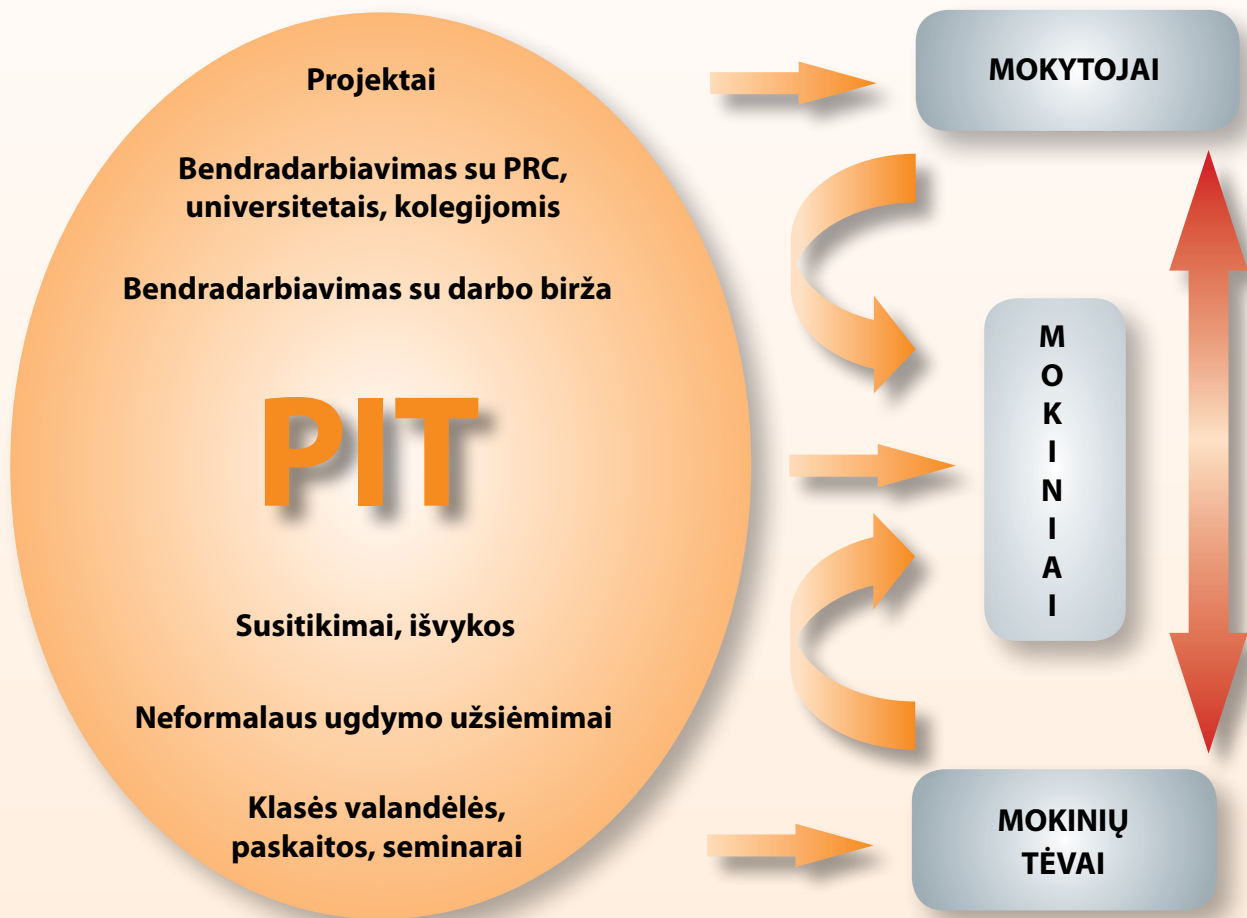 Projektai
Bendradarbiavimas su PRC,
universitetais, kolegijomis
Bendradarbiavimas su darbo birža
PIT
Susitikimai, išvykos
Neformalaus ugdymo užsiėmimai
Klasės valandėlės,
paskaitos, seminarai
MOKYTOJAI
MOKINIAI
MOKINIŲ
TĖVAI